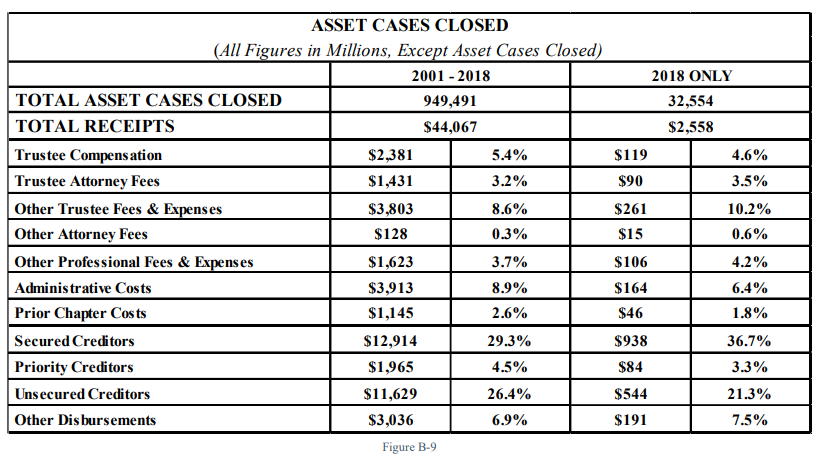 ASSET CASES CLOSED
(All Figures in Millions, Except Asset Cases Closed)
2001 - 2018 2018 ONLY
TOTAL ASSET CASES CLOSED 949,491 32,554
TOTAL RECEIPTS $44,067 $2,558
Trustee Compensation $2,381 5.4% $119 4.6%
Trustee Attorney Fees $1,431 3.2% $90 3.5%
Other Trustee Fees & Expenses $3,803 8.6% $261 10.2%
Other Attorney Fees $128 0.3% $15 0.6%
Other Professional Fees & Expenses $1,623 3.7% $106 4.2%
Administrative Costs $3,913 8.9% $164 6.4%
Prior Chapter Costs $1,145 2.6% $46 1.8%
Secured Creditors $12,914 29.3% $938 36.7%
Priority Creditors $1,965 4.5% $84 3.3%
Unsecured Creditors $11,629 26.4% $544 21.3%
Other Disbursements $3,036 6.9% $191 7.5%
Figure B-9